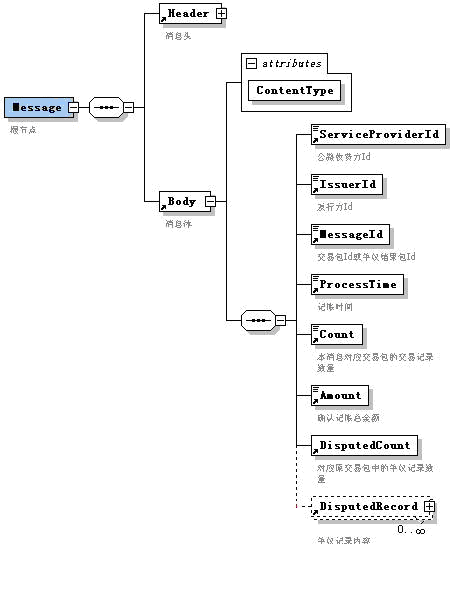 Header
消息头
attributes
ContentType
Message
根节点
ServiceProviderId
公路收费方Id
IssuerId
发行方Id
Body
消息体
MessageId
交易包Id或争议结果包Id
ProcessTime
记帐时间
Count
本消息对应交易包的交易记录
数量
Amount
确认记帐总金额
DisputedCount
对应原交易包中的争议记录数
量
DisputedRecord
0..∞
争议记录内容